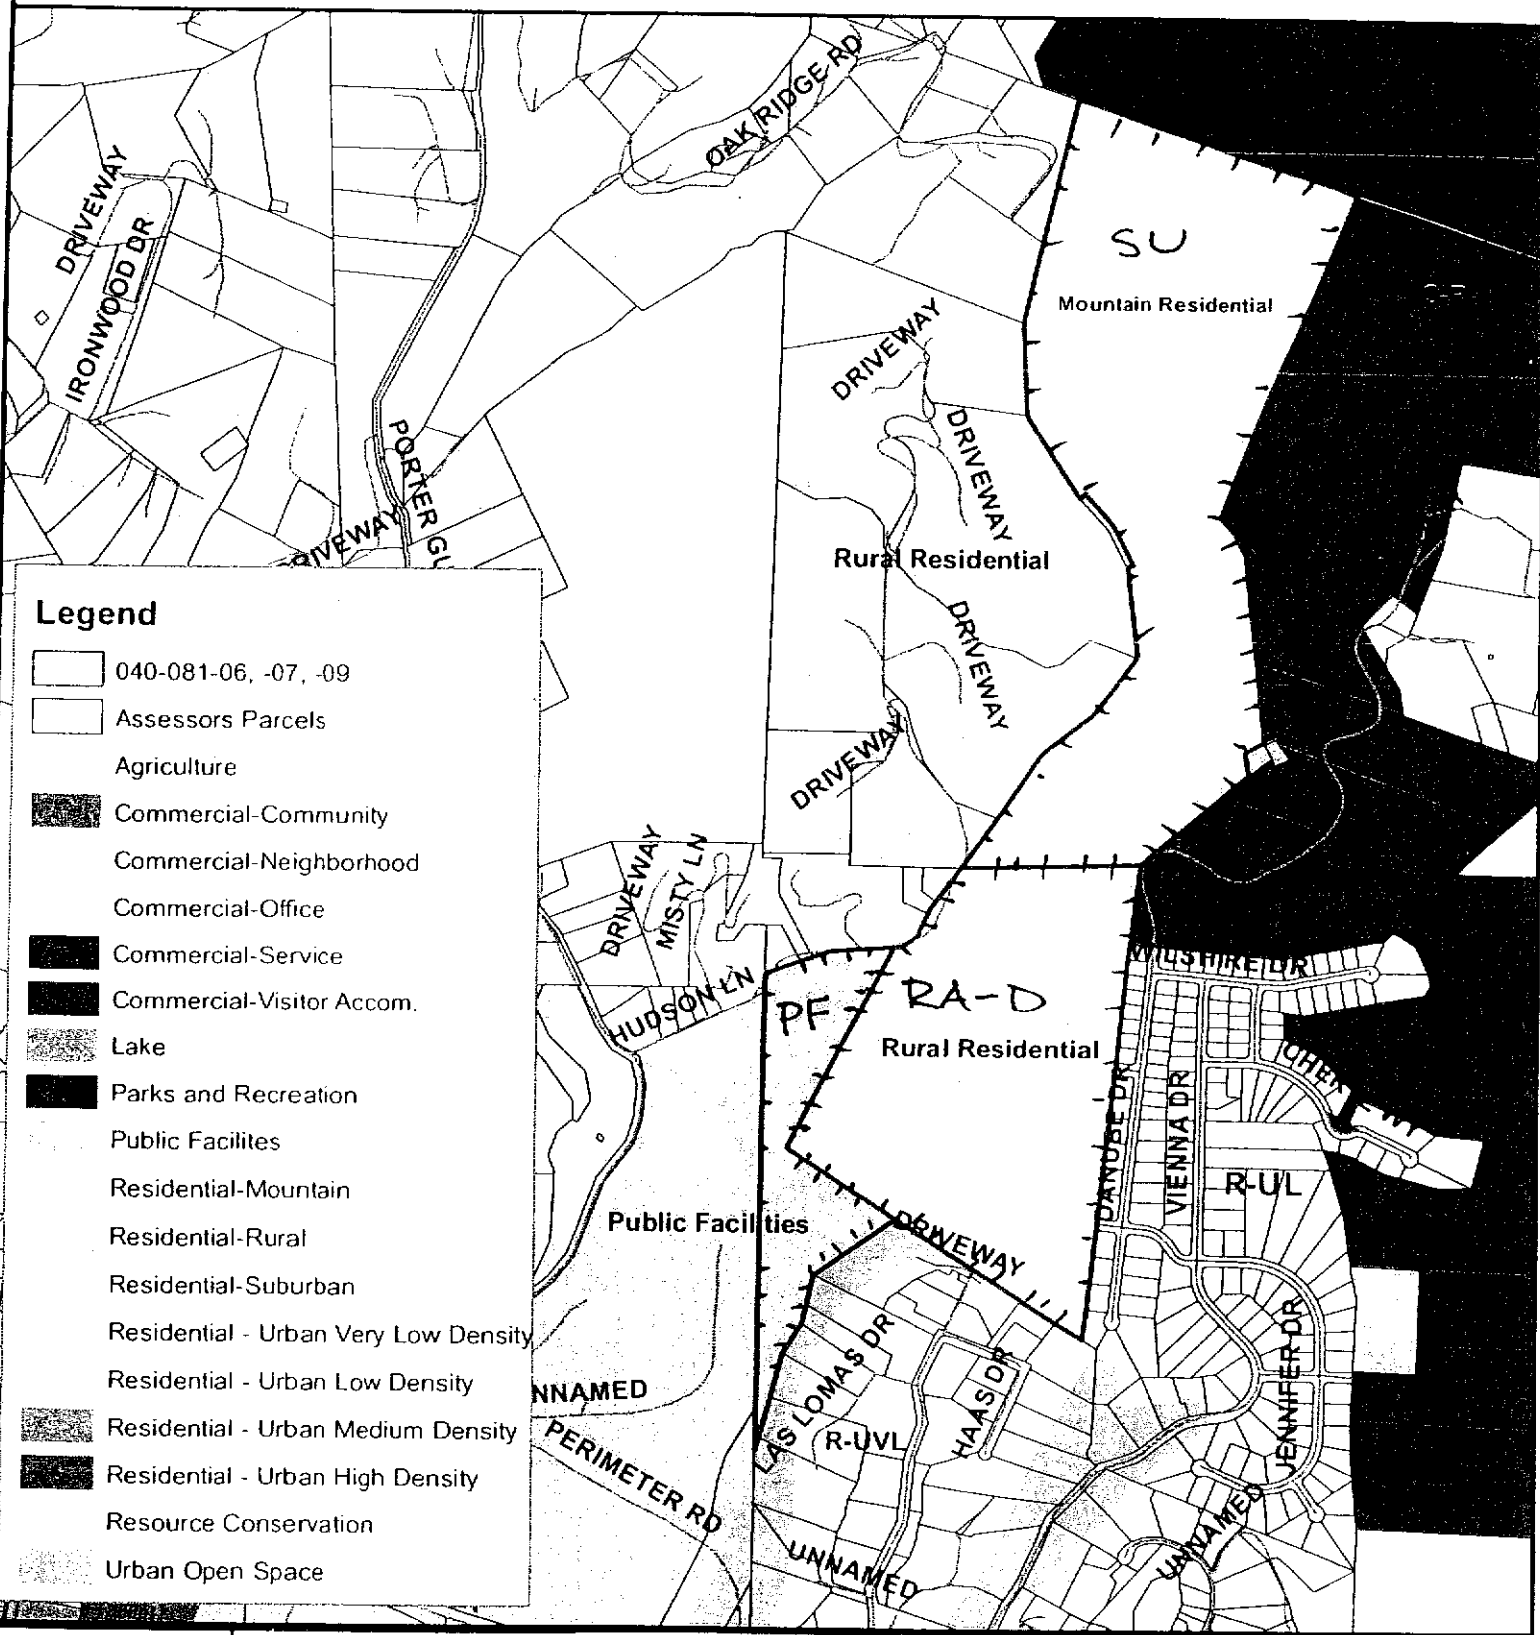 OAK RIDGE RD
DRIVEWAY
IRONWOOD DR
SU
Mountain Residential
DRIVEWAY
DRIVEWAY
PORTER GU
RIVEWAY
Rural Residential
DRIVEWAY
DRIVEWAY
Legend
040-081-06, -07, -09
Assessors Parcels
Agriculture
Commercial-Community
Commercial-Neighborhood
Commercial-Office
Commercial-Service
Commercial-Visitor Accom.
Lake
Parks and Recreation
Public Facilites
Residential-Mountain
Residential-Rural
Residential-Suburban
Residential - Urban Very Low Density
Residential - Urban Low Density
Residential - Urban Medium Density
Residential - Urban High Density
Resource Conservation
Urban Open Space
DRIVEWAY
MISTY LN
HUDSON LN
WILSHIRE DR
PF
RA-D
Rural Residential
DANUBE DR
VIENNA DR
R-UL
Public Facilities
DRIVEWAY
JENNIFER DR
LAS LOMAS DR
HAAS DR
NNAMED
R-UVL
PERIMETER RD
UNNAMED
UNNAMED